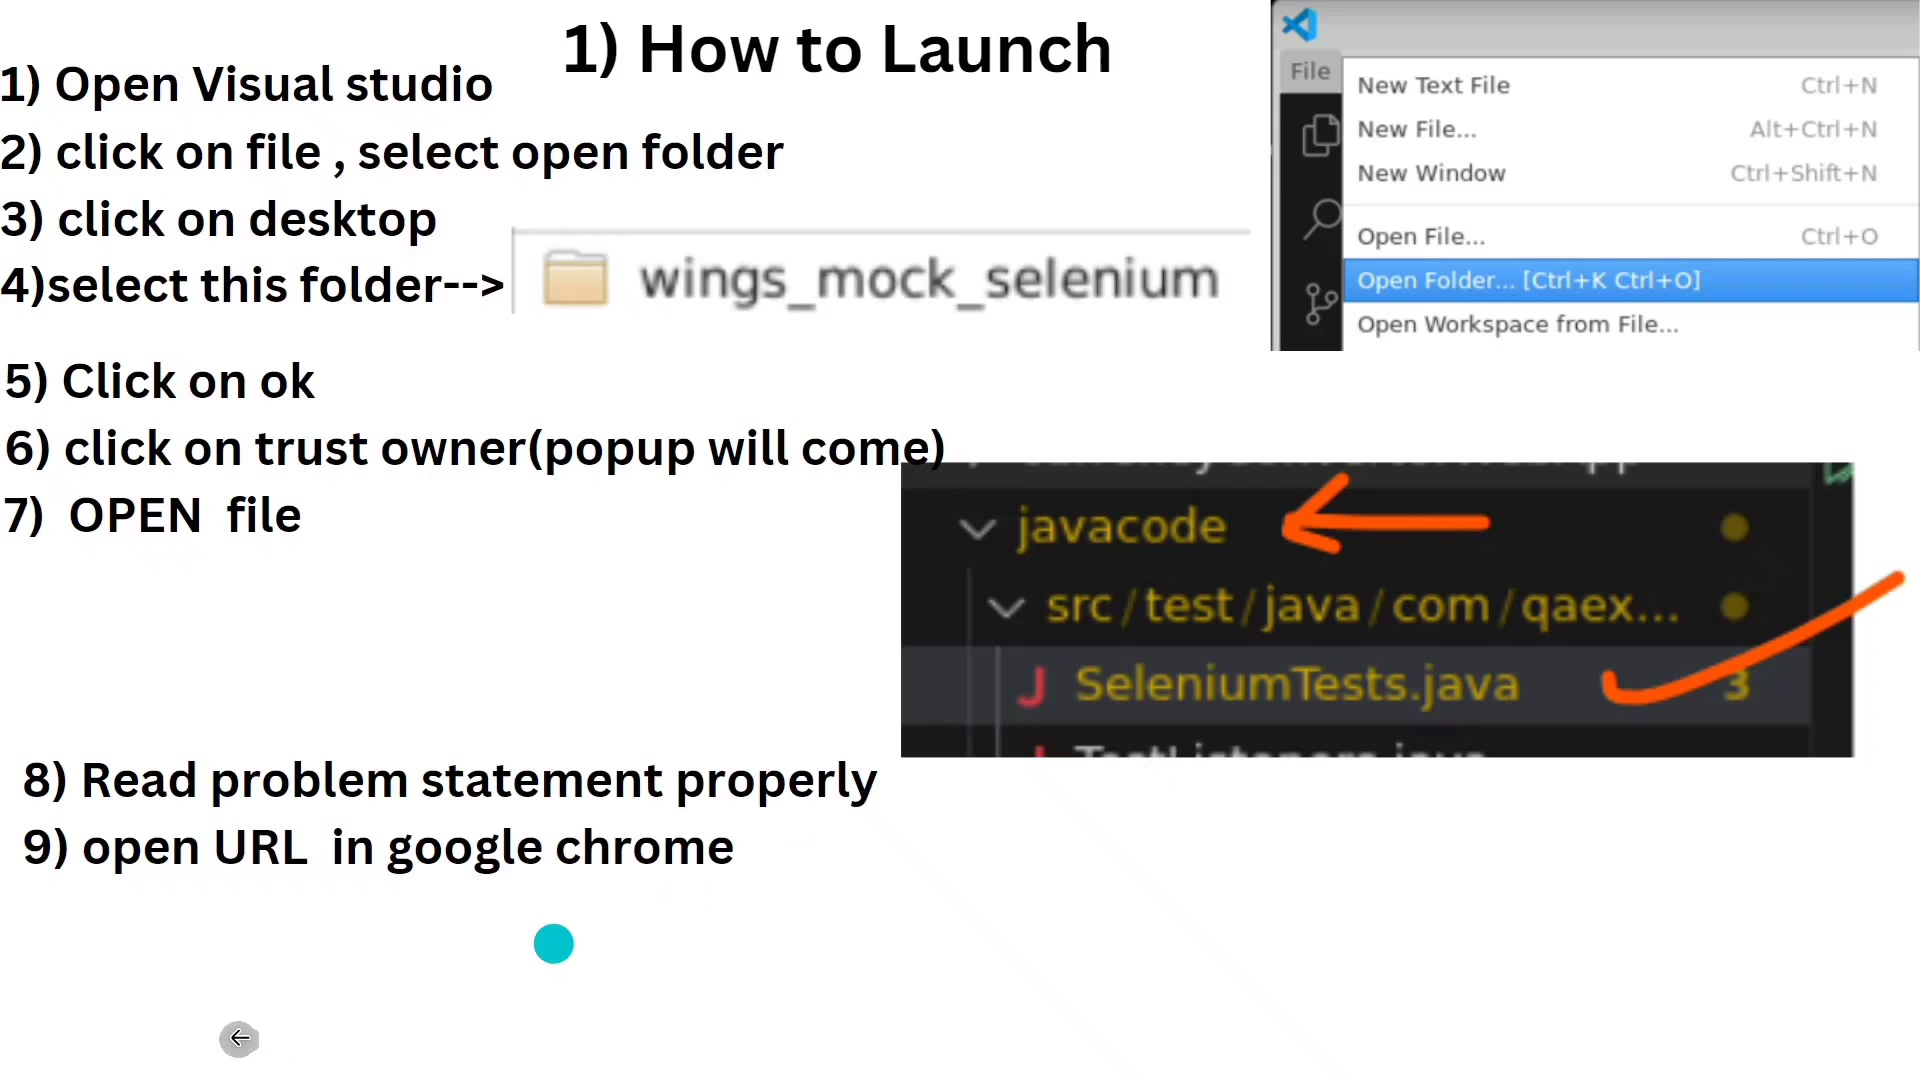 1) How to Launch
1) Open Visual studio
2) click on file , select open folder
3) click on desktop
4)select this folder-->
wings_mock_selenium
5) Click on ok
6) click on trust owner(popup will come)
7) OPEN file
8) Read problem statement properly
9) open URL in google chrome
File
New Text File Ctrl+N
New File... Alt+Ctrl+N
New Window Ctrl+Shift+N
Open File... Ctrl+O
Open Folder... [Ctrl+K Ctrl+O]
Open Workspace from File...
javacode
src/test/java/com/qaex...
J SeleniumTests.java 3